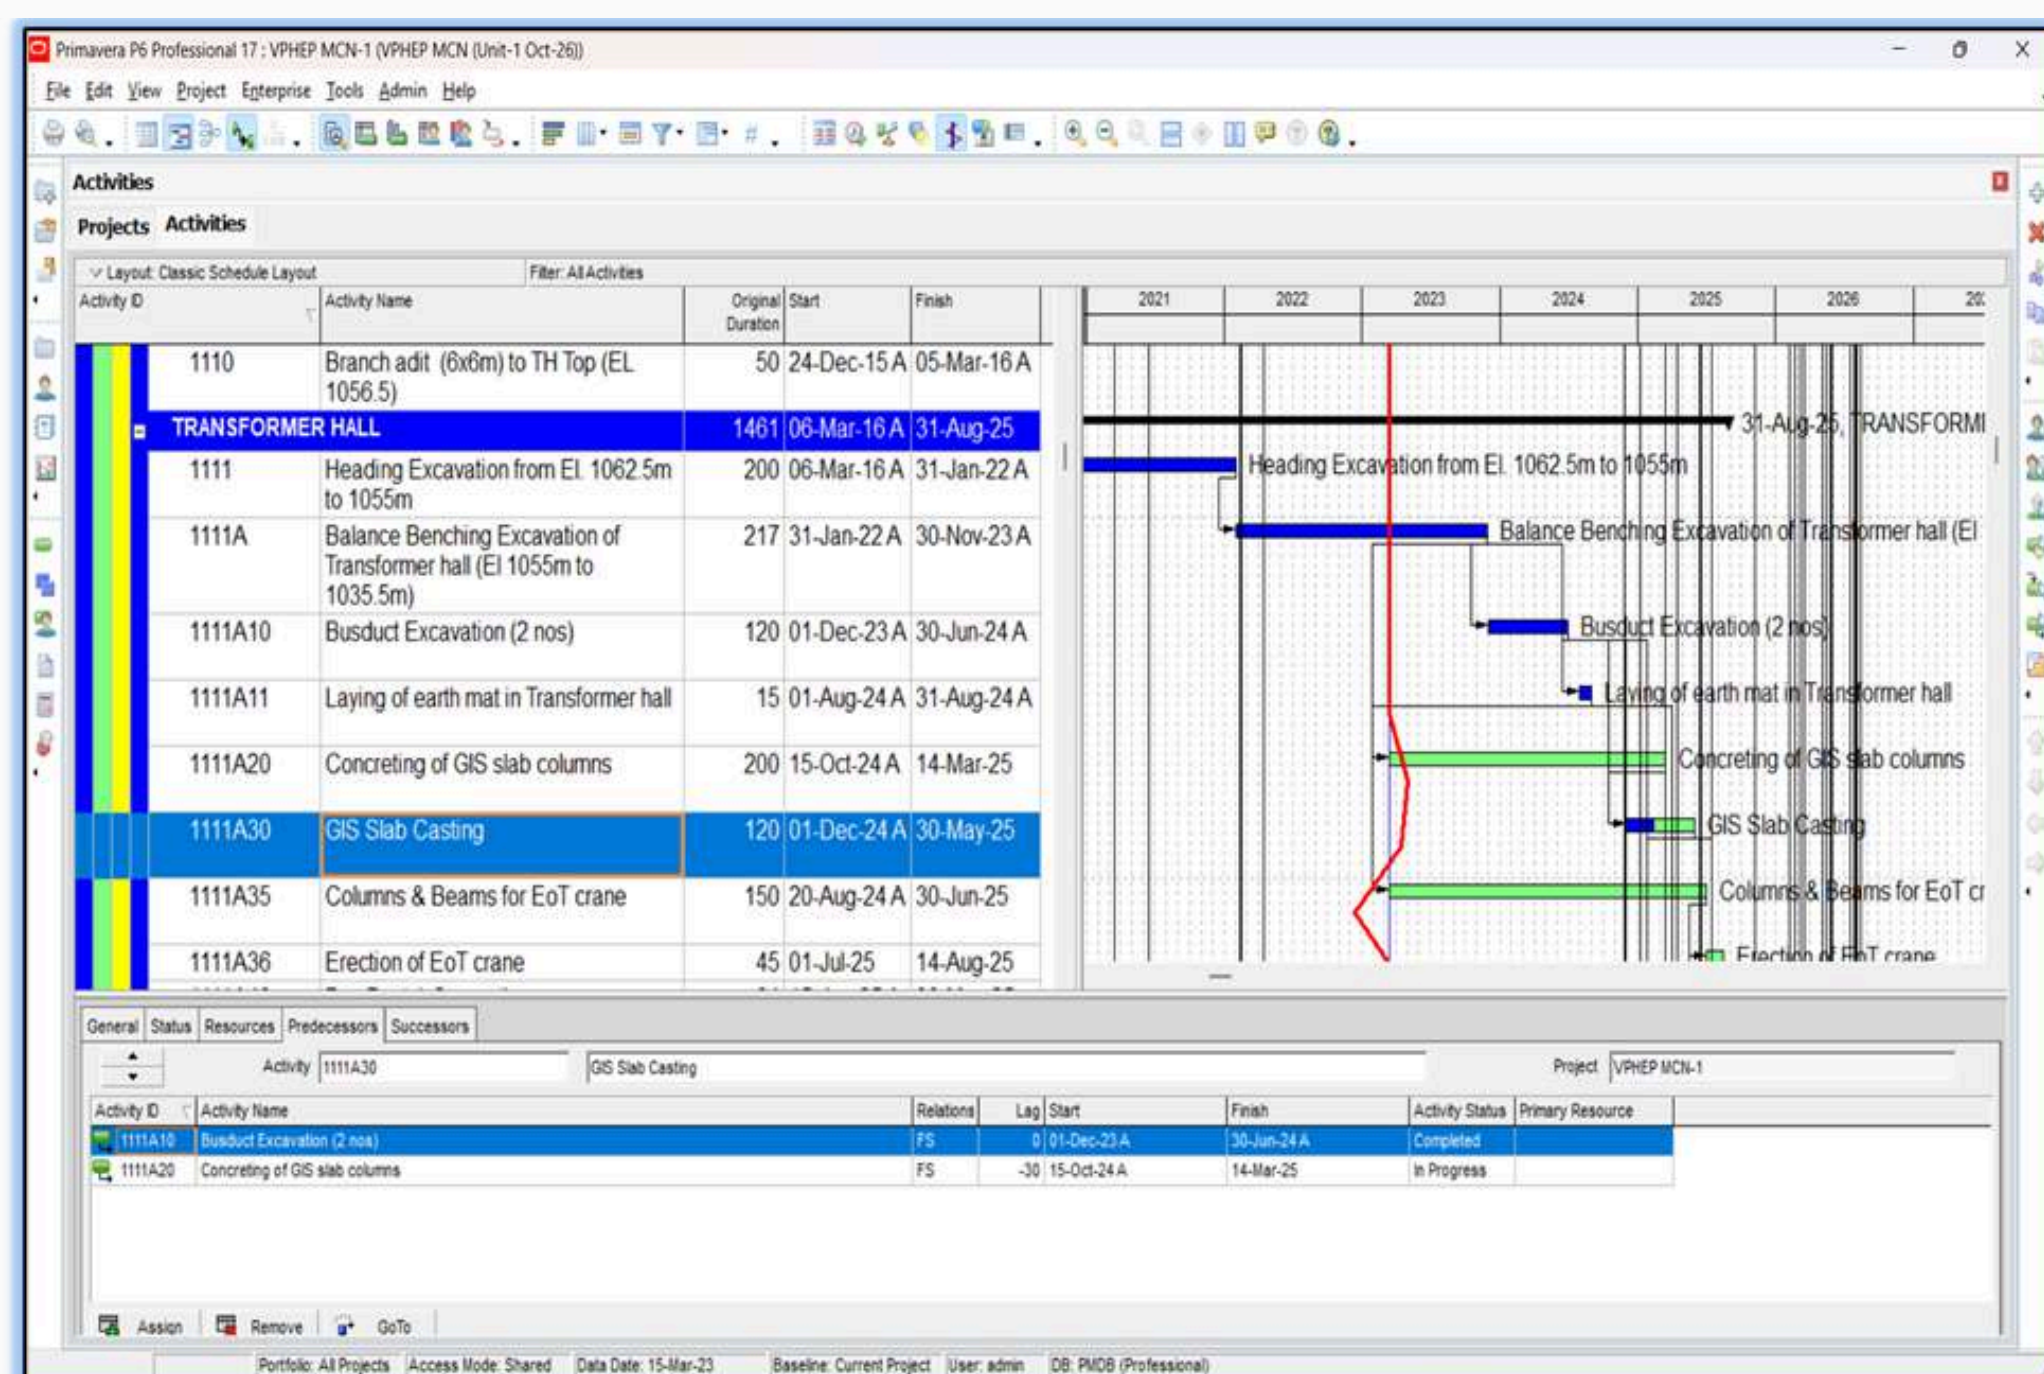 Primavera P6 Professional 17 : VPHEP MCN-1 (VPHEP MCN (Unit-1 Oct-26))
File Edit View Project Enterprise Tools Admin Help
Activities
Projects Activities
Layout: Classic Schedule Layout Filter: All Activities
Activity ID Activity Name Original Duration Start Finish 2021 2022 2023 2024 2025 2026
1110 Branch adit (6x6m) to TH Top (EL 50 24-Dec-15 A 05-Mar-16 A
1056.5)
TRANSFORMER HALL 1461 06-Mar-16 A 31-Aug-25 31-Aug-25, TRANSFORM
1111 Heading Excavation from El. 1062.5m 200 06-Mar-16 A 31-Jan-22 A Heading Excavation from El. 1062.5m to 1055m
to 1055m
1111A Balance Benching Excavation of 217 31-Jan-22 A 30-Nov-23 A Balance Benching Excavation of Transformer hall (El
Transformer hall (El 1055m to
1035.5m)
1111A10 Busduct Excavation (2 nos) 120 01-Dec-23 A 30-Jun-24 A Busduct Excavation (2 nos)
1111A11 Laying of earth mat in Transformer hall 15 01-Aug-24 A 31-Aug-24 A Laying of earth mat in Transformer hall
1111A20 Concreting of GIS slab columns 200 15-Oct-24 A 14-Mar-25 Concreting of GIS slab columns
1111A30 GIS Slab Casting 120 01-Dec-24 A 30-May-25 GIS Slab Casting
1111A35 Columns & Beams for EoT crane 150 20-Aug-24 A 30-Jun-25 Columns & Beams for EoT cr
1111A36 Erection of EoT crane 45 01-Jul-25 14-Aug-25 Erection of EoT crane
General Status Resources Predecessors Successors
Activity 1111A30 GIS Slab Casting Project VPHEP MCN-1
Activity ID Activity Name Relations Lag Start Finish Activity Status Primary Resource
1111A10 Busduct Excavation (2 nos) FS 0 01-Dec-23 A 30-Jun-24 A Completed
1111A20 Concreting of GIS slab columns FS -30 15-Oct-24 A 14-Mar-25 In Progress
Assign Remove GoTo
Portfolio: All Projects Access Mode: Shared Data Date: 15-Mar-23 Baseline: Current Project User: admin DB: PMDB (Professional)